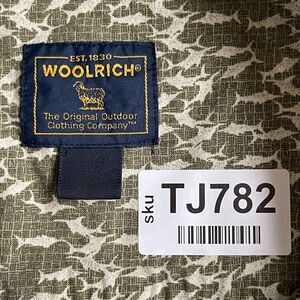 EST. 1830
WOOLRICH®
The Original Outdoor
Clothing Company™
sku
TJ782